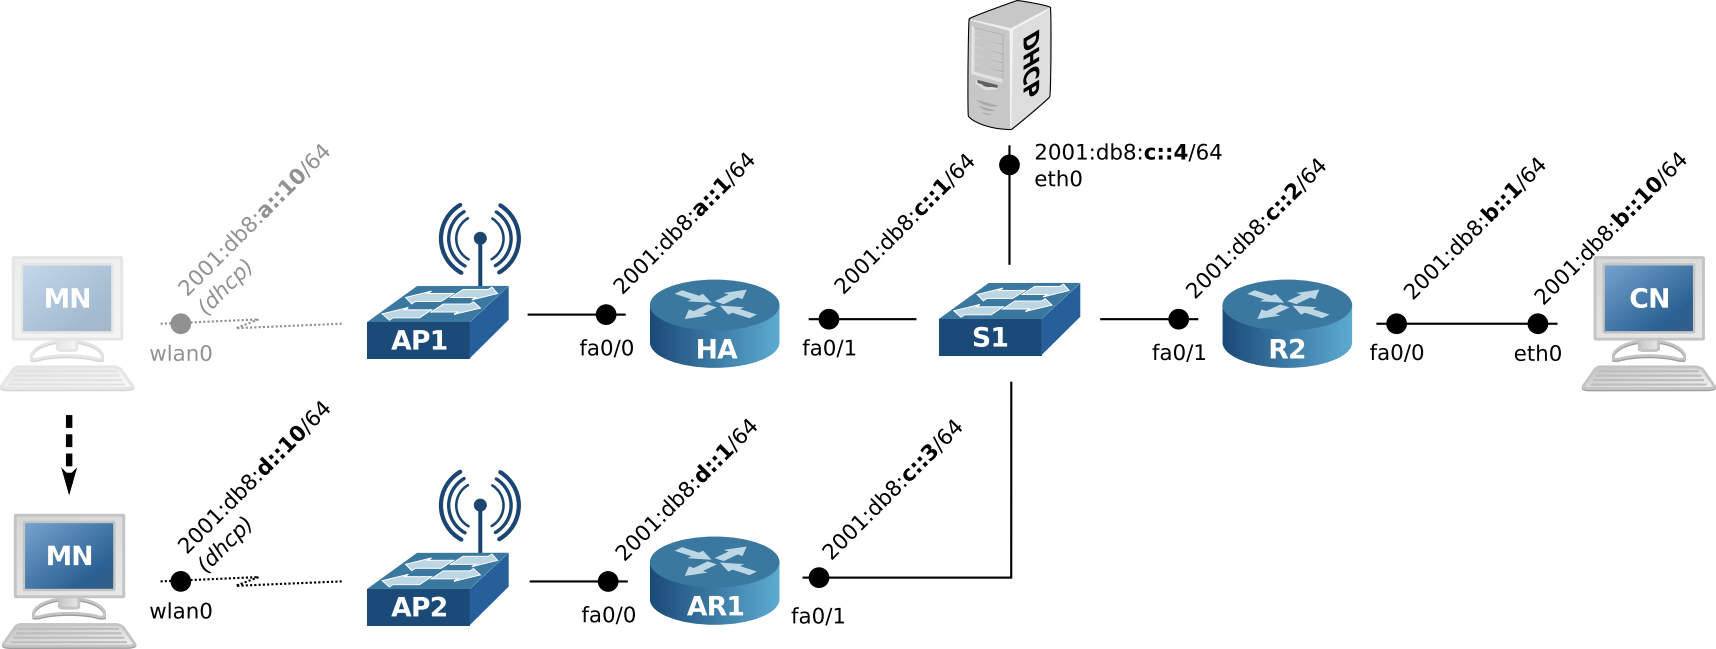 DHCP
2001:db8:c::4/64
eth0
2001:db8:a::10/64
(dhcp)
MN
wlan0
AP1
2001:db8:a::1/64
fa0/0
HA
2001:db8:c::1/64
fa0/1
S1
2001:db8:c::2/64
fa0/1
R2
2001:db8:b::1/64
fa0/0
2001:db8:b::10/64
eth0
CN
2001:db8:d::10/64
(dhcp)
MN
wlan0
AP2
2001:db8:d::1/64
fa0/0
AR1
2001:db8:c::3/64
fa0/1